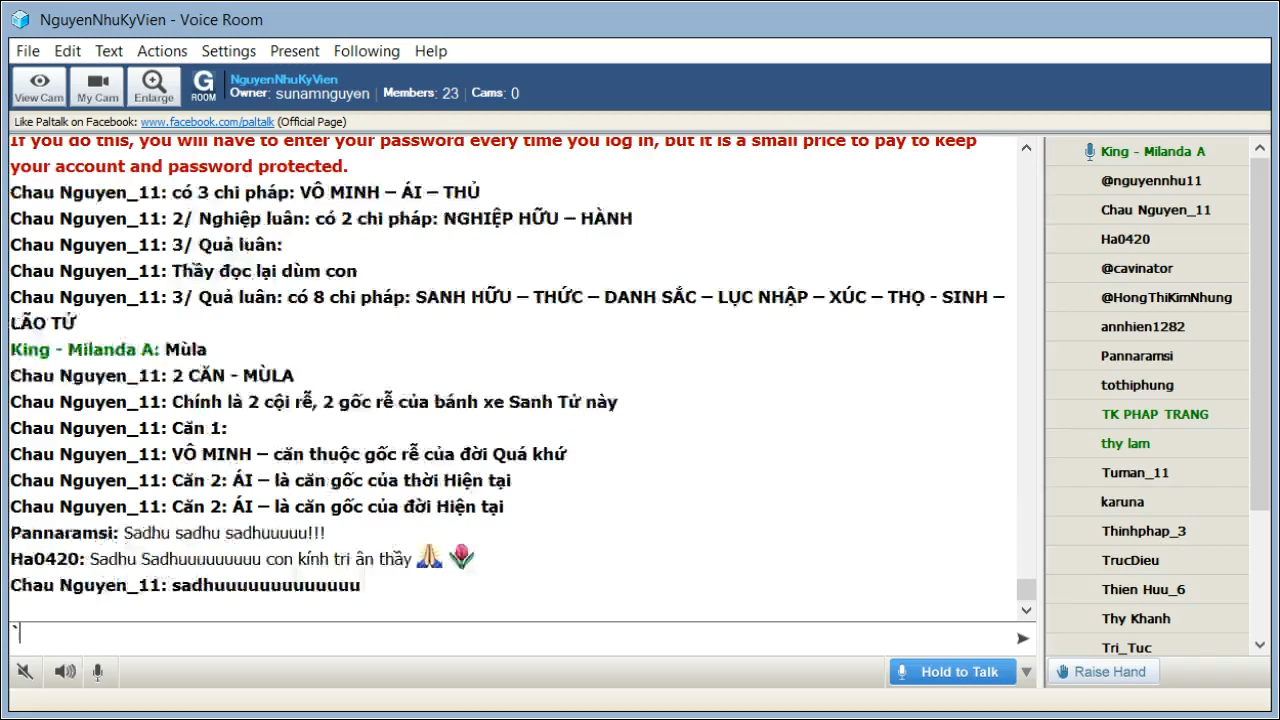 NguyenNhuKyVien - Voice Room
File Edit Text Actions Settings Present Following Help
View Cam My Cam Enlarge G ROOM NguyenNhuKyVien
Owner: sunamnguyen | Members: 23 | Cams: 0
Like Paltalk on Facebook: www.facebook.com/paltalk (Official Page)
If you do this, you will have to enter your password every time you log in, but it is a small price to pay to keep
your account and password protected.
Chau Nguyen_11: có 3 chi pháp: VÔ MINH – ÁI – THỦ
Chau Nguyen_11: 2/ Nghiệp luân: có 2 chi pháp: NGHIỆP HỮU – HÀNH
Chau Nguyen_11: 3/ Quả luân:
Chau Nguyen_11: Thầy đọc lại dùm con
Chau Nguyen_11: 3/ Quả luân: có 8 chi pháp: SANH HỮU – THỨC – DANH SẮC – LỤC NHẬP – XÚC – THỌ - SINH –
LÃO TỬ
King - Milanda A: Mùla
Chau Nguyen_11: 2 CĂN - MÙLA
Chau Nguyen_11: Chính là 2 cội rễ, 2 gốc rễ của bánh xe Sanh Tử này
Chau Nguyen_11: Căn 1:
Chau Nguyen_11: VÔ MINH – căn thuộc gốc rễ của đời Quá khứ
Chau Nguyen_11: Căn 2: ÁI – là căn gốc của thời Hiện tại
Chau Nguyen_11: Căn 2: ÁI – là căn gốc của đời Hiện tại
Pannaramsi: Sadhu sadhu sadhuuuuu!!!
Ha0420: Sadhu Sadhuuuuuuuuu con kính tri ân thầy
Chau Nguyen_11: sadhuuuuuuuuuuuuu
`
Hold to Talk
King - Milanda A
@nguyennhu11
Chau Nguyen_11
Ha0420
@cavinator
@HongThiKimNhung
annhien1282
Pannaramsi
tothiphung
TK PHAP TRANG
thy lam
Tuman_11
karuna
Thinhphap_3
TrucDieu
Thien Huu_6
Thy Khanh
Tri_Tuc
Raise Hand